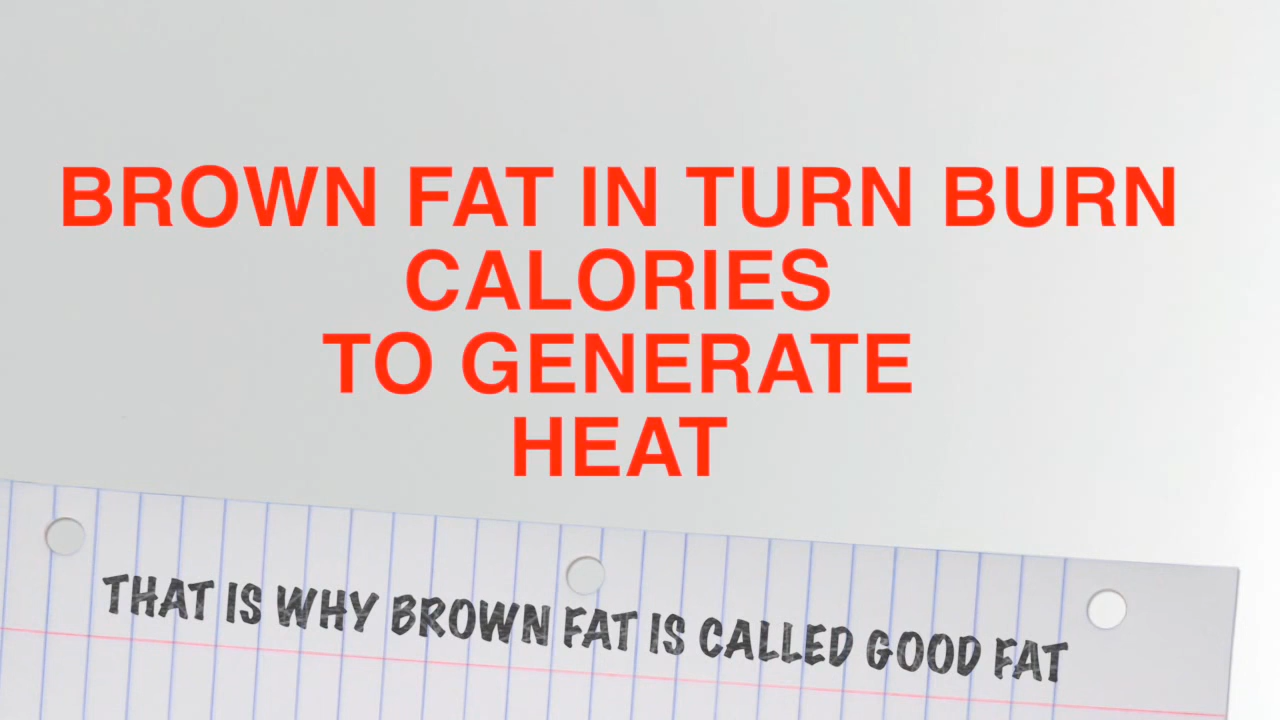 BROWN FAT IN TURN BURN
CALORIES
TO GENERATE
HEAT
THAT IS WHY BROWN FAT IS CALLED GOOD FAT